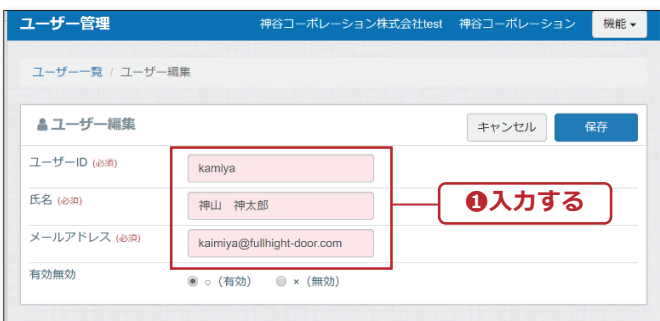 ユーザー管理 神谷コーポレーション株式会社test 神谷コーポレーション 機能
ユーザー一覧 / ユーザー編集
ユーザー編集 キャンセル 保存
ユーザーID (必須) kamiya
氏名 (必須) 神山　神太郎
❶入力する
メールアドレス (必須) kaimiya@fullhight-door.com
有効無効 ○ (有効) × (無効)